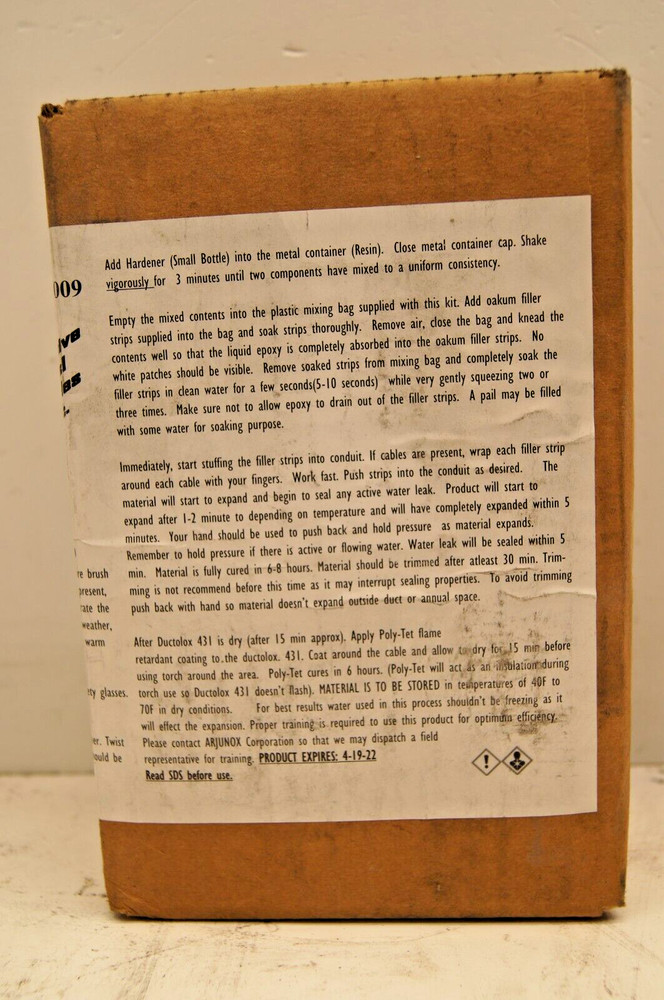 009
Add Hardener (Small Bottle) into the metal container (Resin). Close metal container cap. Shake
vigorously for 3 minutes until two components have mixed to a uniform consistency.
Empty the mixed contents into the plastic mixing bag supplied with this kit. Add oakum filler
strips supplied into the bag and soak strips thoroughly. Remove air, close the bag and knead the
contents well so that the liquid epoxy is completely absorbed into the oakum filler strips. No
white patches should be visible. Remove soaked strips from mixing bag and completely soak the
filler strips in clean water for a few seconds(5-10 seconds) while very gently squeezing two or
three times. Make sure not to allow epoxy to drain out of the filler strips. A pail may be filled
with some water for soaking purpose.
Immediately, start stuffing the filler strips into conduit. If cables are present, wrap each filler strip
around each cable with your fingers. Work fast. Push strips into the conduit as desired. The
material will start to expand and begin to seal any active water leak. Product will start to
expand after 1-2 minute to depending on temperature and will have completely expanded within 5
minutes. Your hand should be used to push back and hold pressure as material expands.
Remember to hold pressure if there is active or flowing water. Water leak will be sealed within 5
min. Material is fully cured in 6-8 hours. Material should be trimmed after atleast 30 min. Trim-
ming is not recommend before this time as it may interrupt sealing properties. To avoid trimming
push back with hand so material doesn't expand outside duct or annual space.
After Ductolox 431 is dry (after 15 min approx). Apply Poly-Tet flame
retardant coating to.the ductolox. 431. Coat around the cable and allow to dry for 15 min before
using torch around the area. Poly-Tet cures in 6 hours. (Poly-Tet will act as an insulation during
torch use so Ductolox 431 doesn't flash). MATERIAL IS TO BE STORED in temperatures of 40F to
70F in dry conditions. For best results water used in this process shouldn't be freezing as it
will effect the expansion. Proper training is required to use this product for optimum efficiency.
Please contact ARJUNOX Corporation so that we may dispatch a field
representative for training. PRODUCT EXPIRES: 4-19-22
Read SDS before use.
brush
resent,
ate the
weather,
warm
ty glasses.
er. Twist
ould be